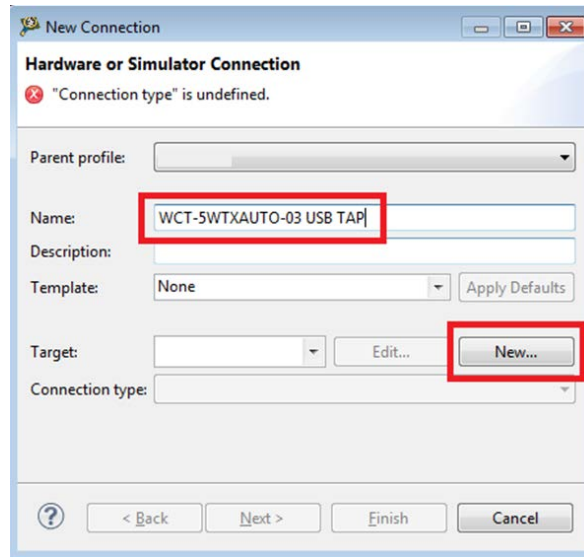 New Connection
Hardware or Simulator Connection
"Connection type" is undefined.
Parent profile:
Name: WCT-5WTXAUTO-03 USB TAP
Description:
Template: None Apply Defaults
Target: Edit... New...
Connection type:
? < Back Next > Finish Cancel